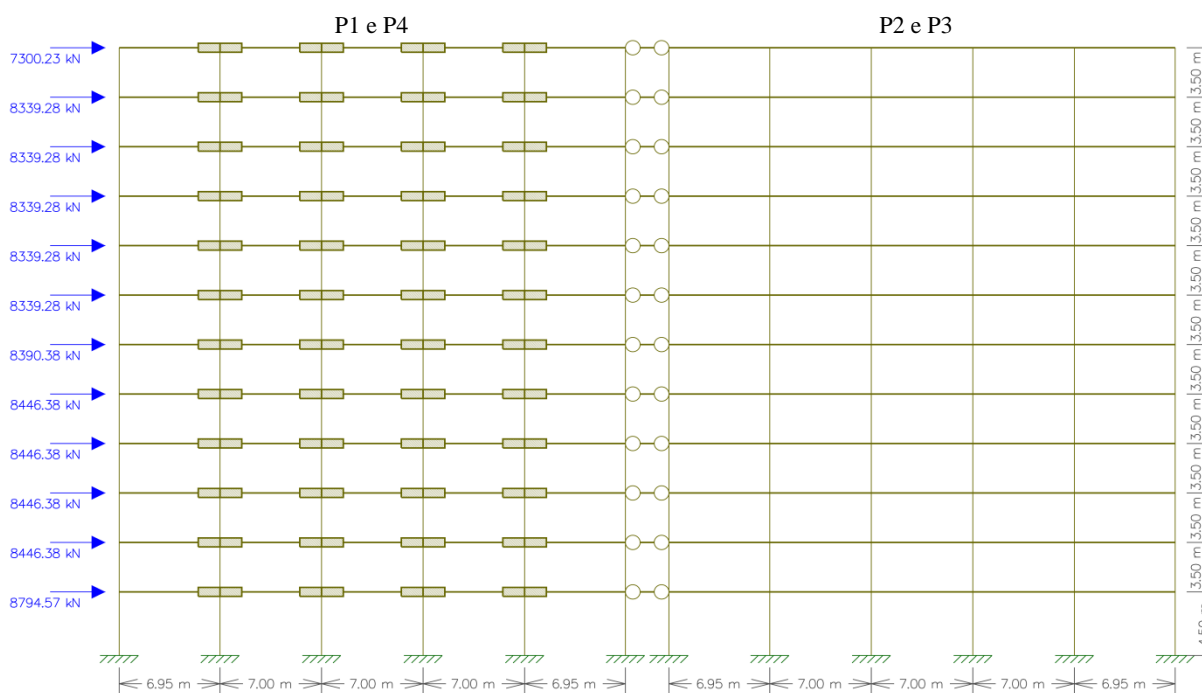 P1 e P4
P2 e P3
7300.23 kN
8339.28 kN
8339.28 kN
8339.28 kN
8339.28 kN
8339.28 kN
8390.38 kN
8446.38 kN
8446.38 kN
8446.38 kN
8446.38 kN
8794.57 kN
3.50 m
3.50 m
3.50 m
3.50 m
3.50 m
3.50 m
3.50 m
3.50 m
3.50 m
3.50 m
3.50 m
6.95 m 7.00 m 7.00 m 7.00 m 6.95 m 6.95 m 7.00 m 7.00 m 7.00 m 6.95 m